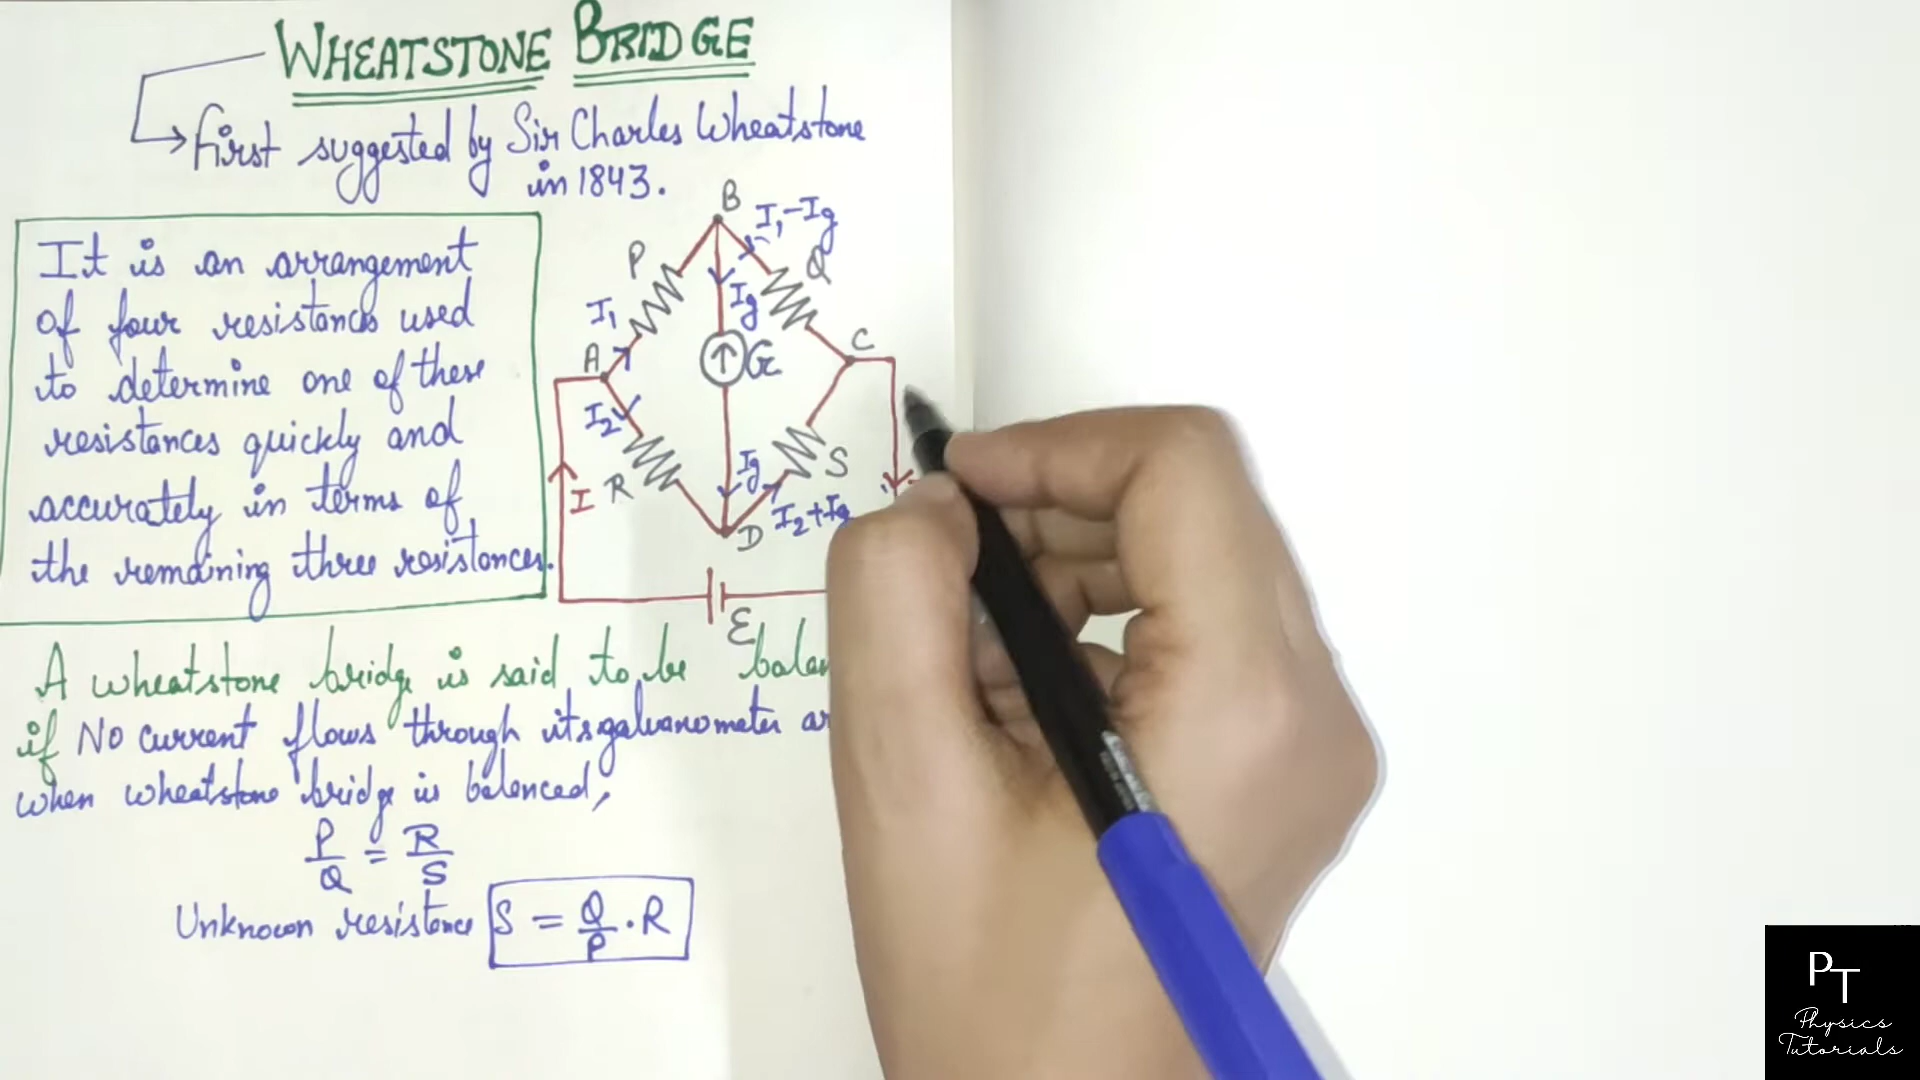 WHEATSTONE BRIDGE
First suggested by Sir Charles Wheatstone
in 1843.
It is an arrangement
of four resistances used
to determine one of these
resistances quickly and
accurately in terms of
the remaining three resistances.
B
I₁-Ig
P
Q
I₁
Ig
A
G
C
I₂
I
R
Ig
S
D
I₂+Ig
E
A wheatstone bridge is said to be
if No current flows through its galvanometer
when wheatstone bridge is balanced,
P/Q = R/S
Unknown resistance S = Q/P . R
PT
Physics
Tutorials